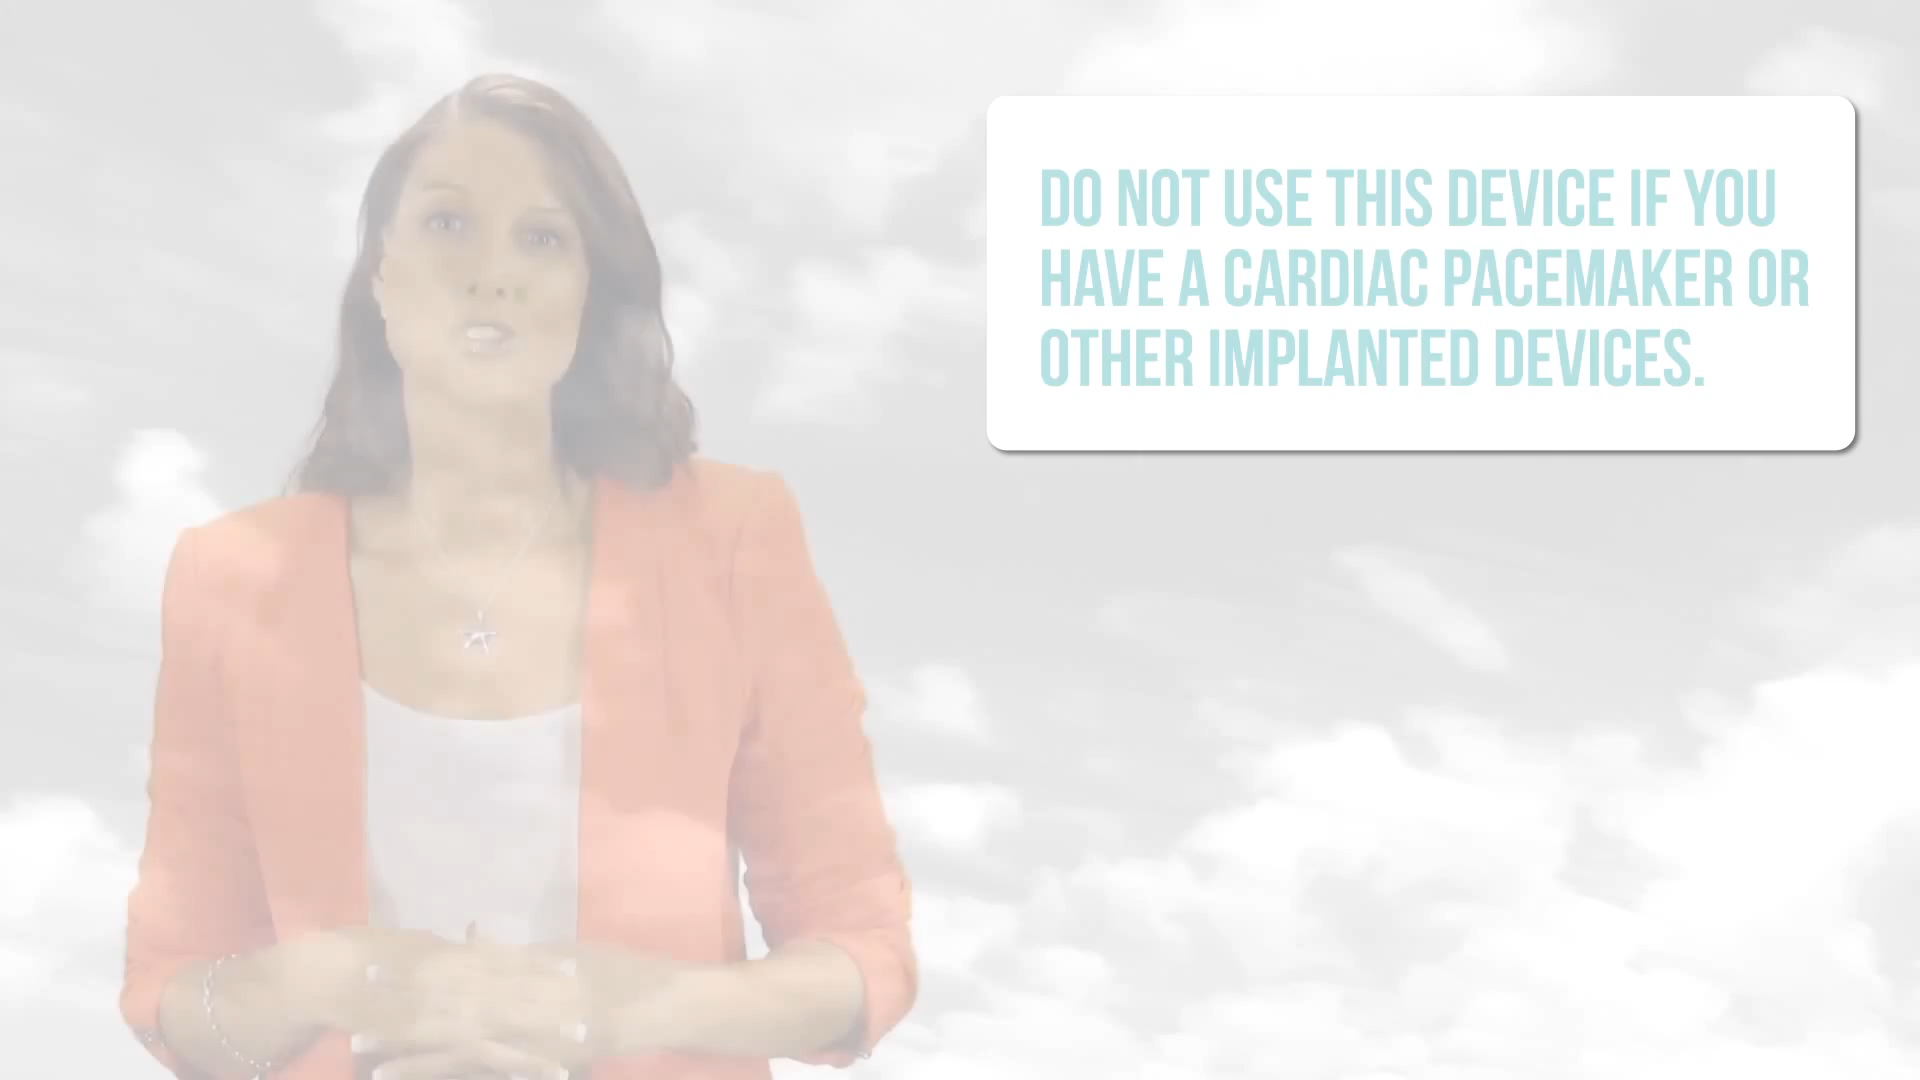 DO NOT USE THIS DEVICE IF YOU
HAVE A CARDIAC PACEMAKER OR
OTHER IMPLANTED DEVICES.